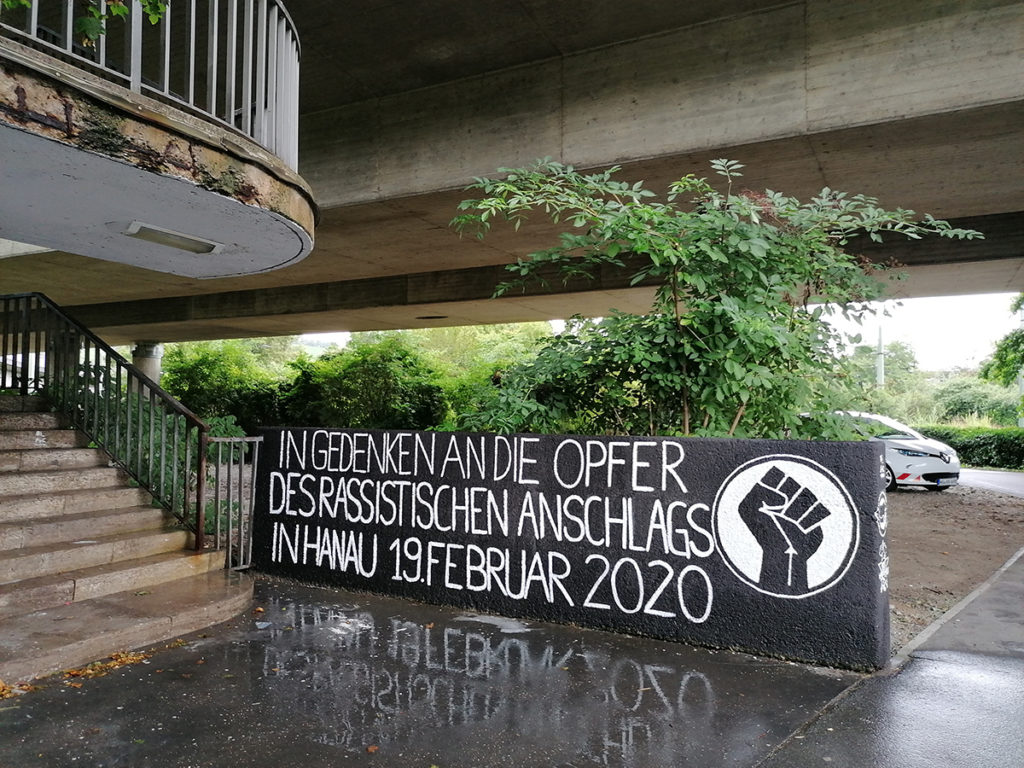 IN GEDENKEN AN DIE OPFER
DES RASSISTISCHEN ANSCHLAGS
IN HANAU 19.FEBRUAR 2020